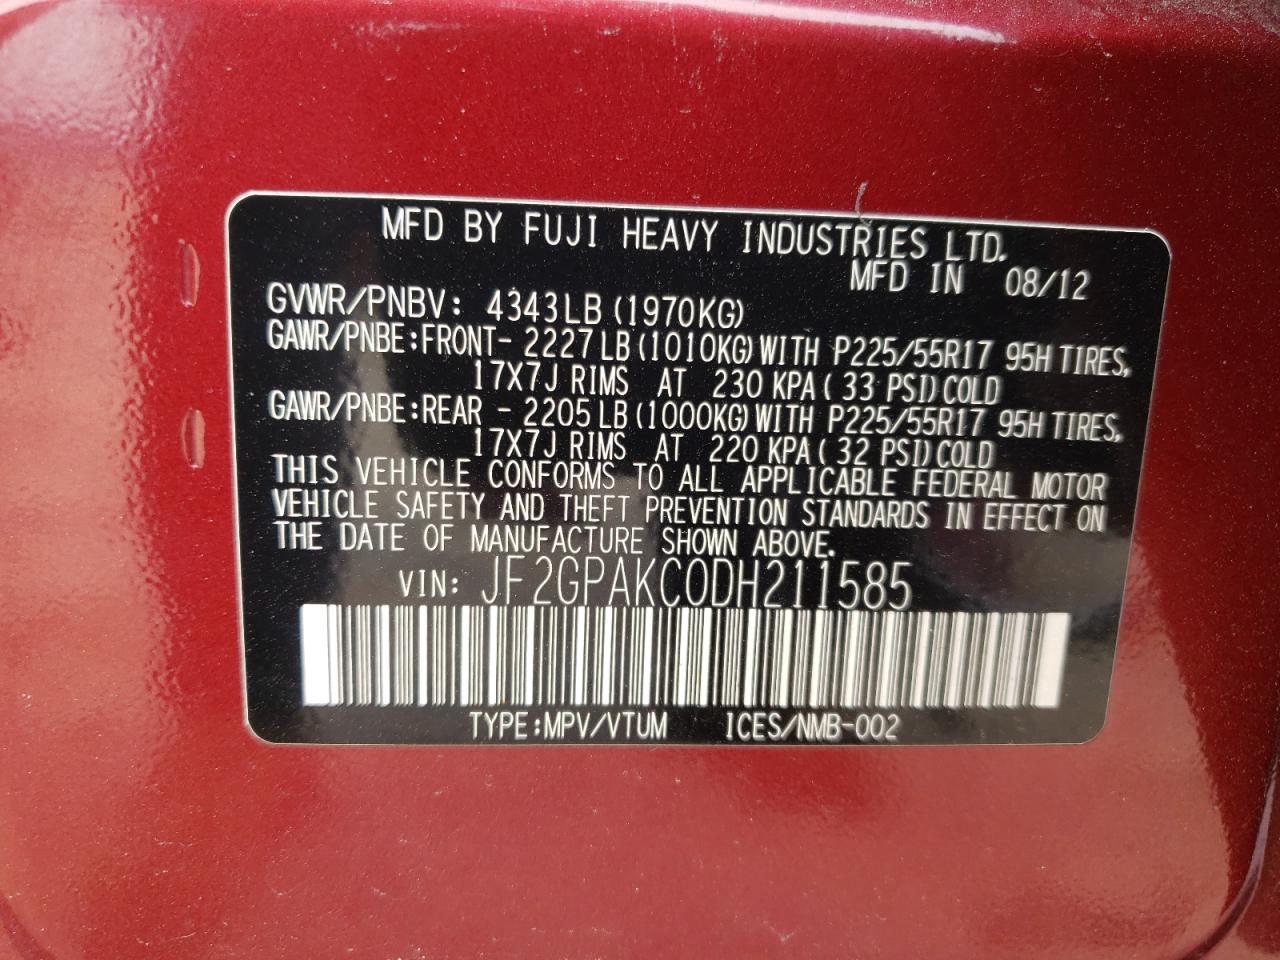 MFD BY FUJI HEAVY INDUSTRIES LTD.
MFD IN 08/12
GVWR/PNBV: 4343LB (1970KG)
GAWR/PNBE:FRONT- 2227 LB (1010KG) WITH P225/55R17 95H TIRES,
17X7J RIMS AT 230 KPA ( 33 PSI) COLD
GAWR/PNBE:REAR - 2205 LB (1000KG) WITH P225/55R17 95H TIRES,
17X7J RIMS AT 220 KPA ( 32 PSI) COLD
THIS VEHICLE CONFORMS TO ALL APPLICABLE FEDERAL MOTOR
VEHICLE SAFETY AND THEFT PREVENTION STANDARDS IN EFFECT ON
THE DATE OF MANUFACTURE SHOWN ABOVE.
VIN: JF2GPAKC0DH211585
TYPE:MPV/VTUM ICES/NMB-002